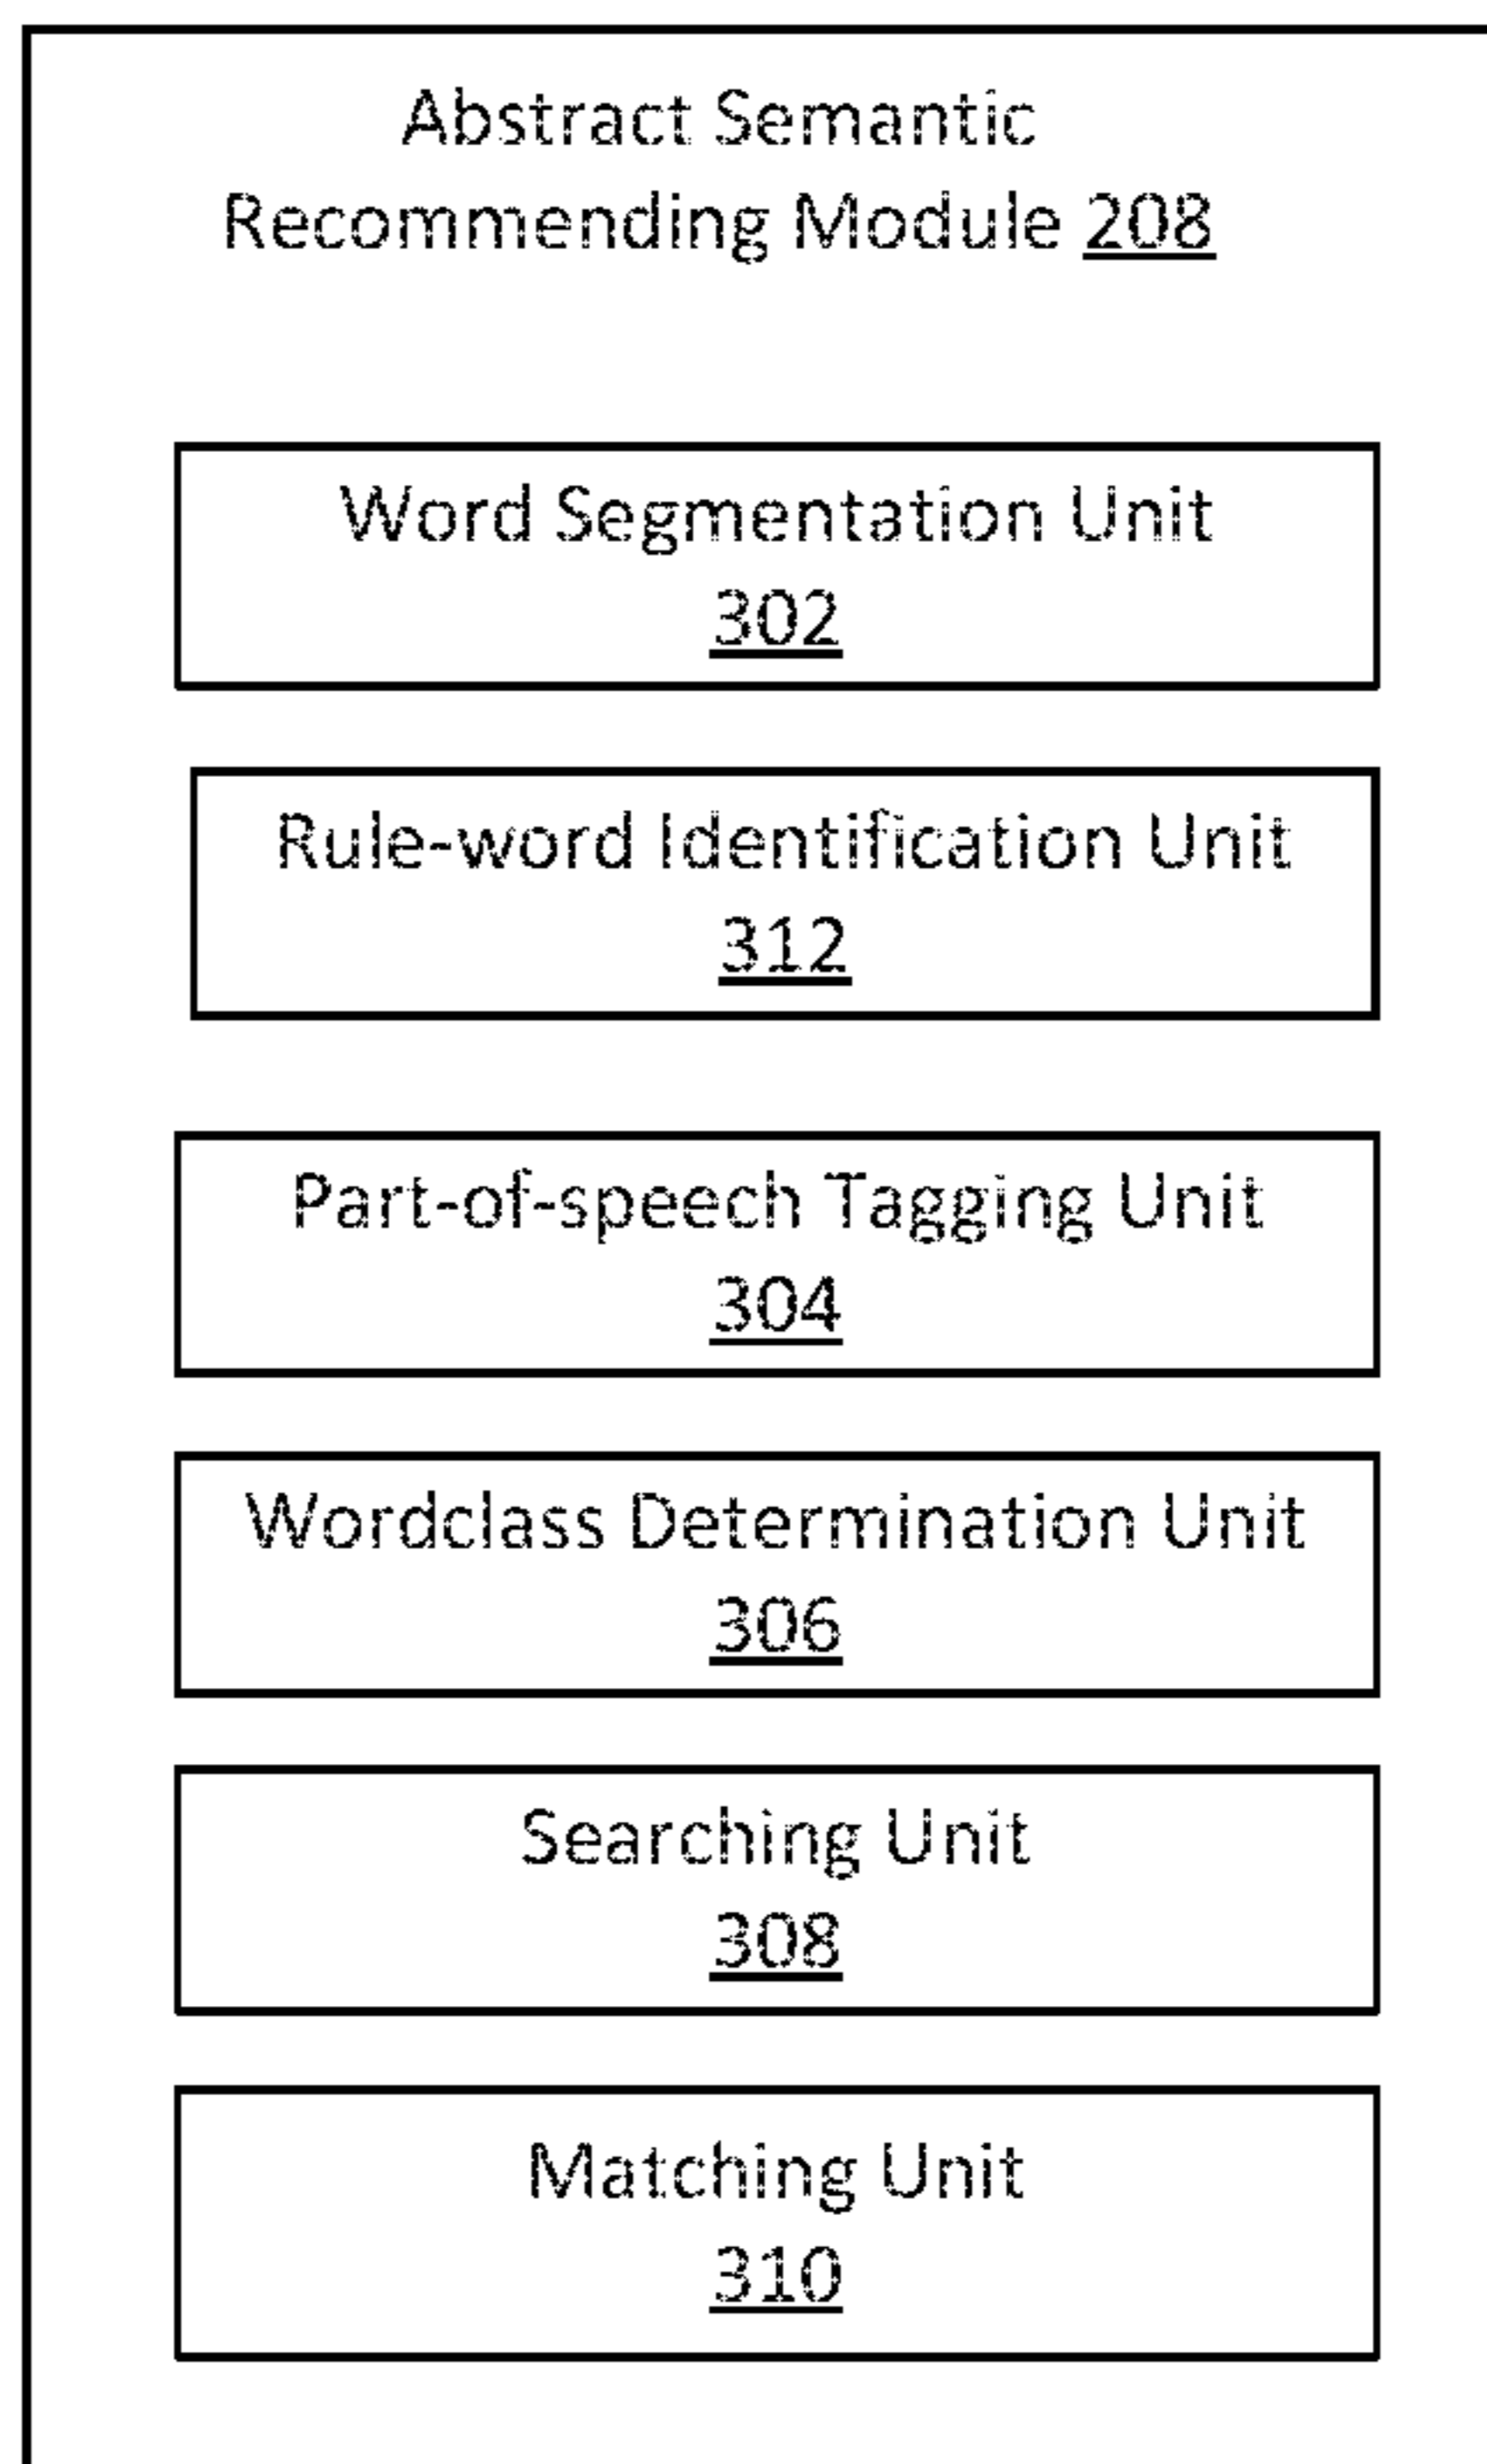 Abstract Semantic
Recommending Module 208
Word Segmentation Unit
302
Rule-word Identification Unit
312
Part-of-speech Tagging Unit
304
Wordclass Determination Unit
306
Searching Unit
308
Matching Unit
310